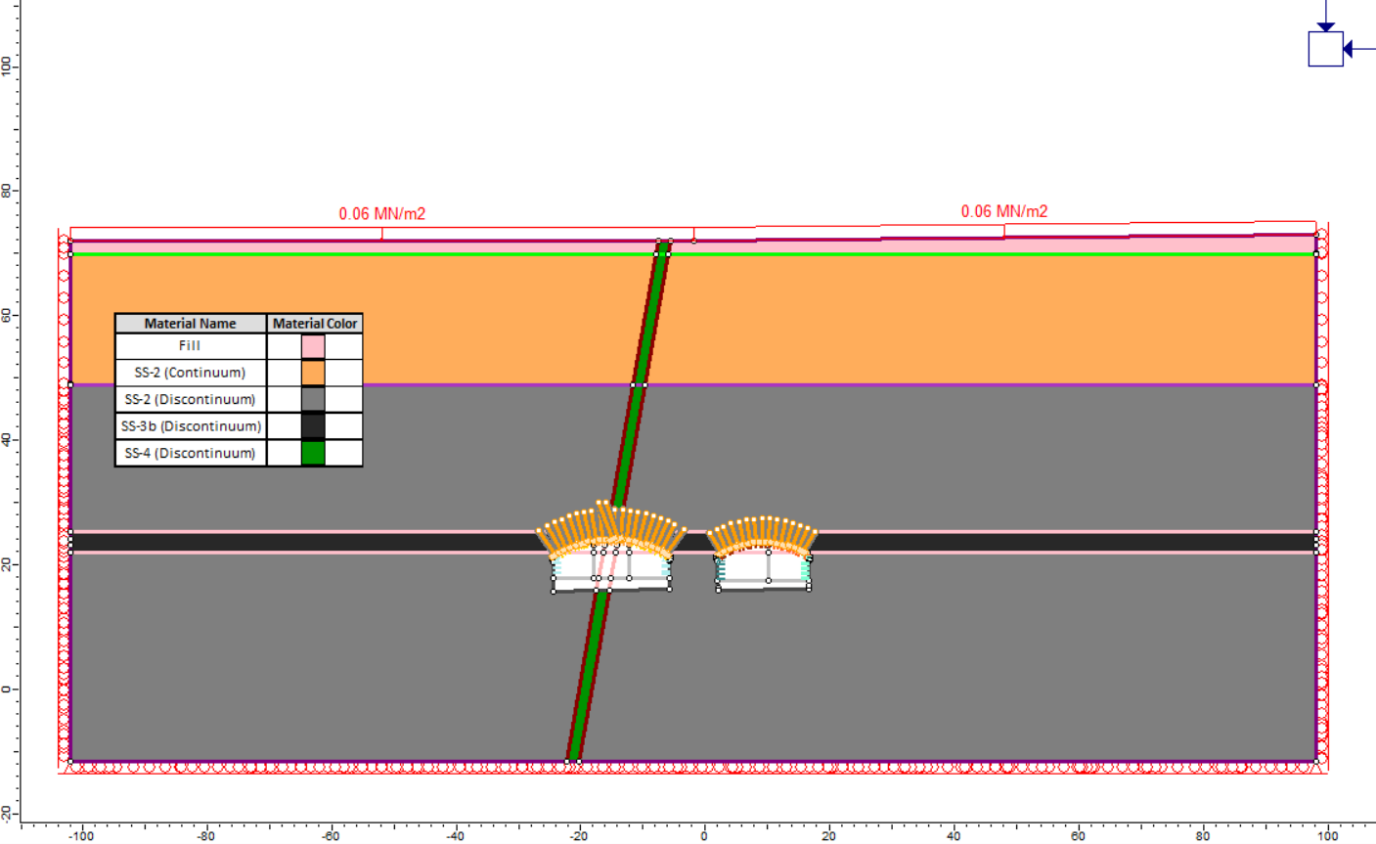 100
80
0.06 MN/m2
0.06 MN/m2
60
Material Name Material Color
Fill
SS-2 (Continuum)
SS-2 (Discontinuum)
SS-3b (Discontinuum)
SS-4 (Discontinuum)
40
20
0
-20
-100 -80 -60 -40 -20 0 20 40 60 80 100